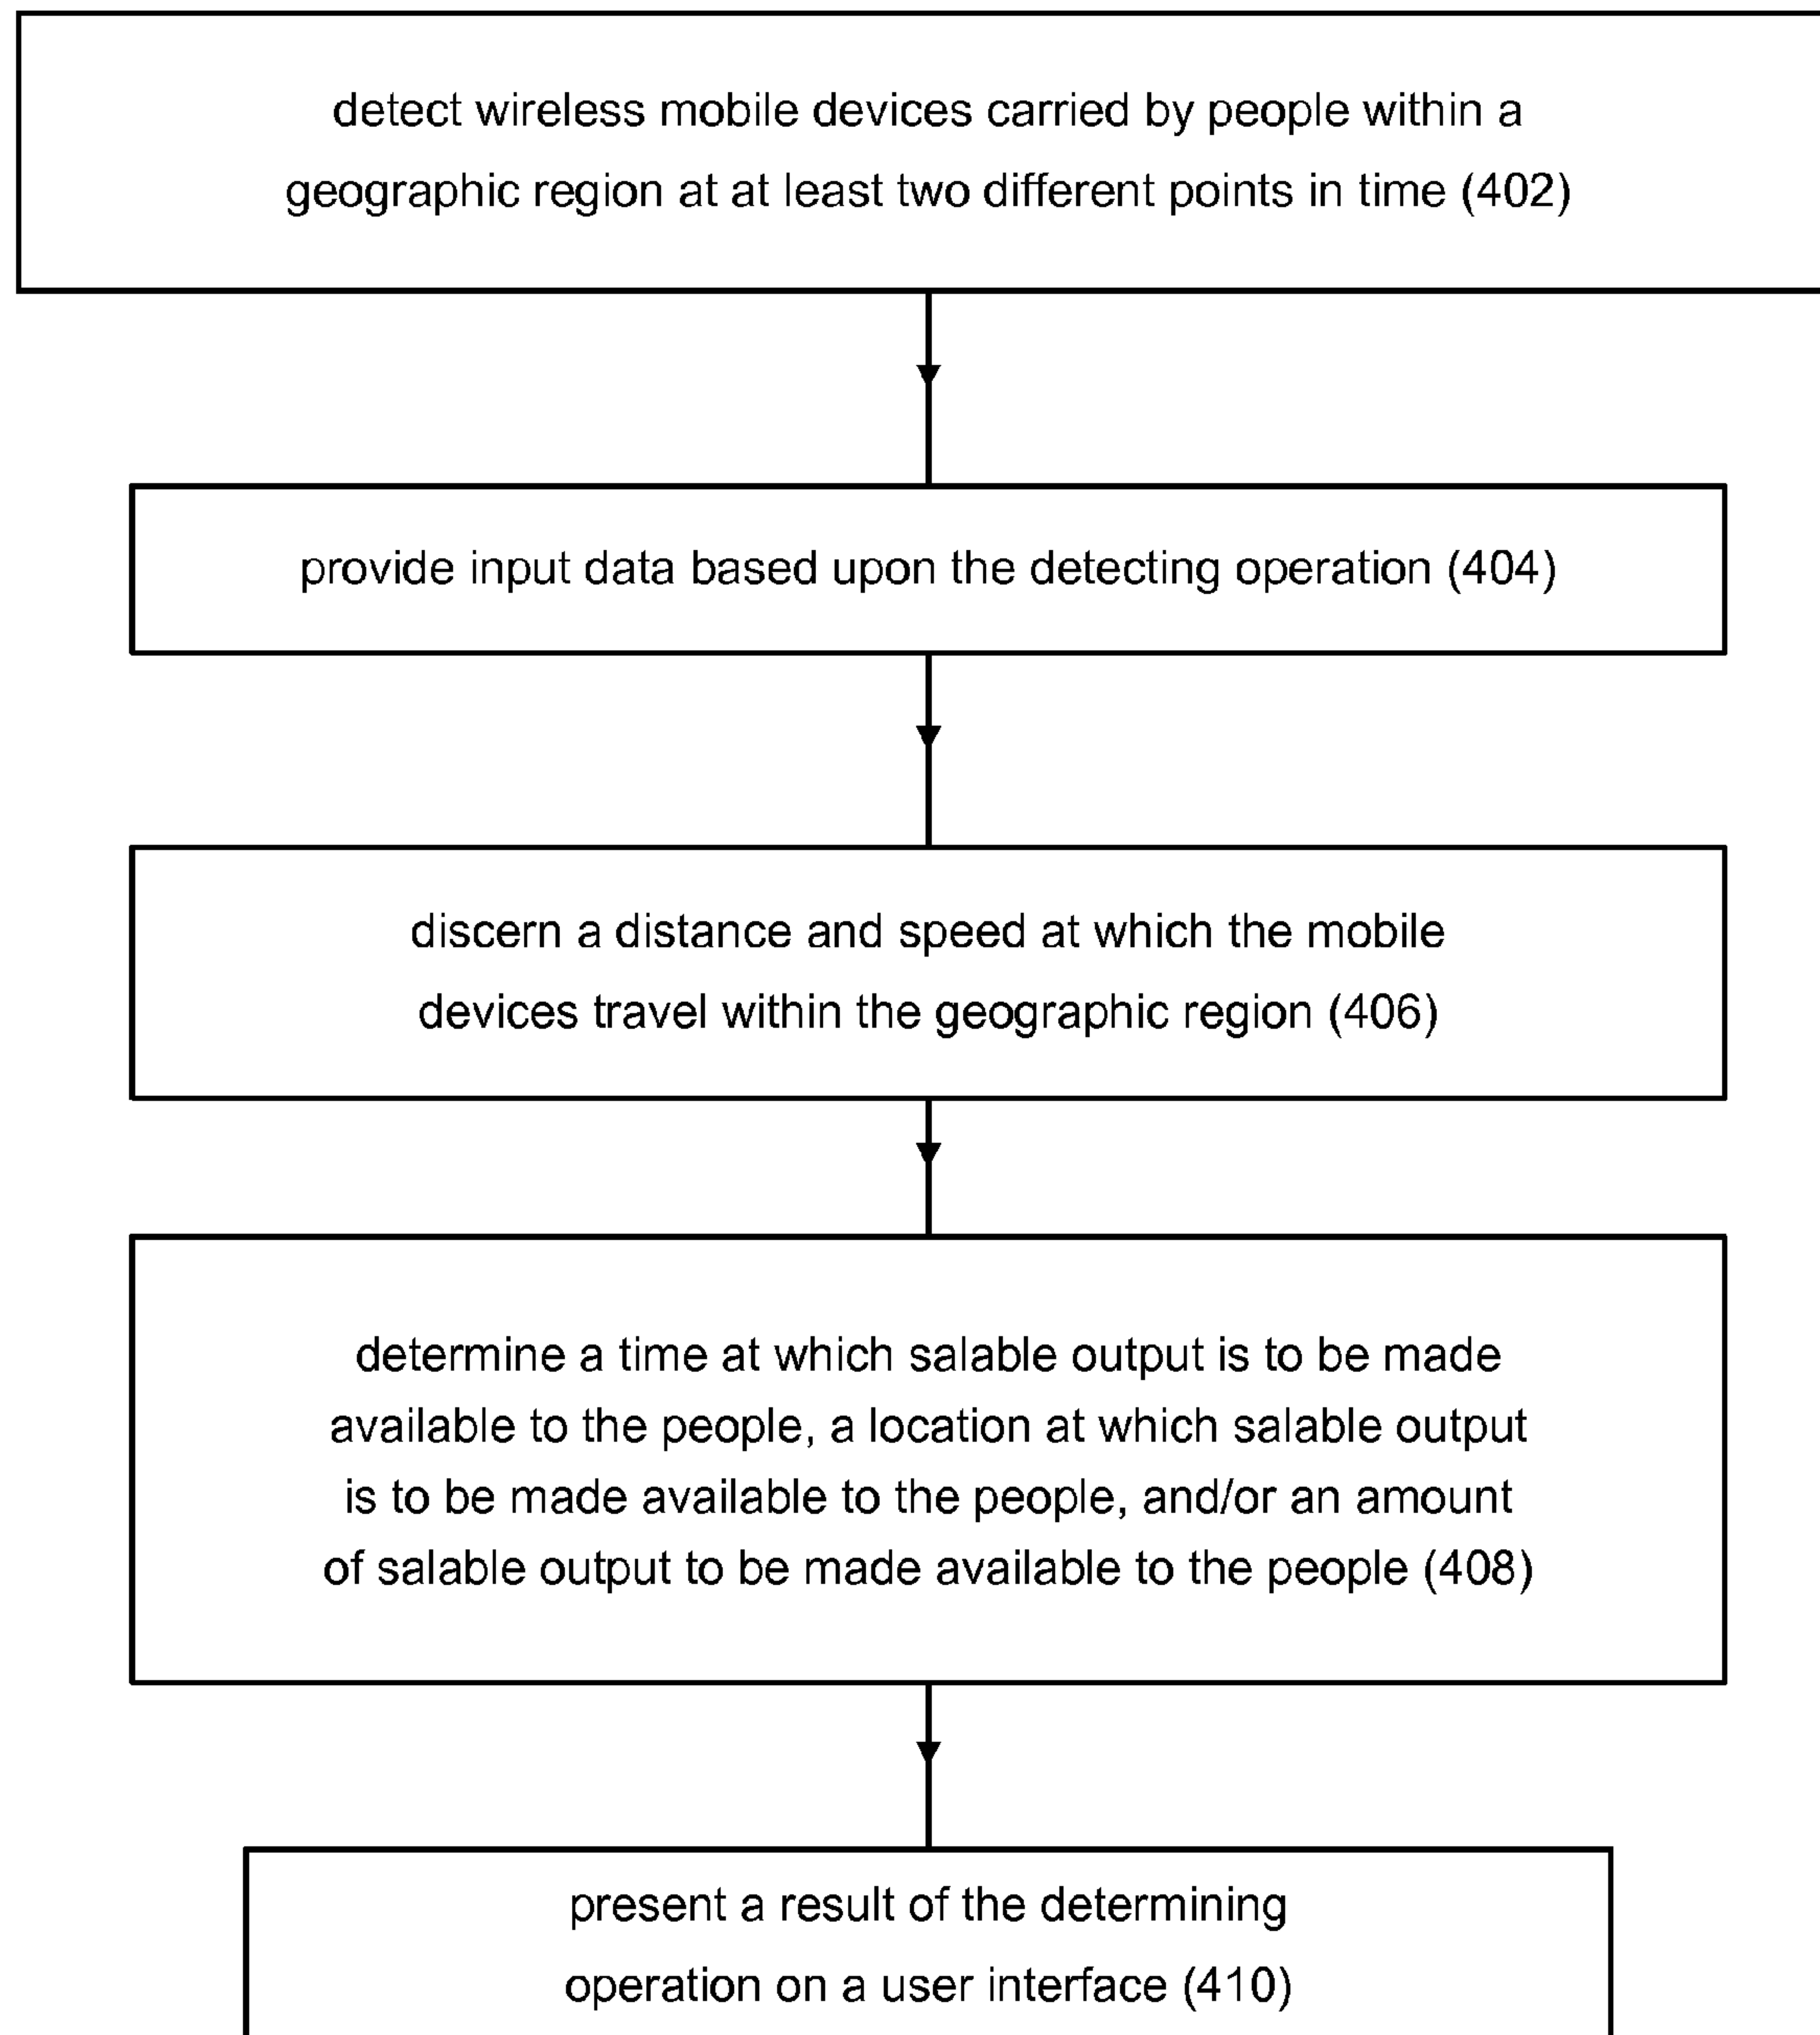 detect wireless mobile devices carried by people within a
geographic region at at least two different points in time (402)
provide input data based upon the detecting operation (404)
discern a distance and speed at which the mobile
devices travel within the geographic region (406)
determine a time at which salable output is to be made
available to the people, a location at which salable output
is to be made available to the people, and/or an amount
of salable output to be made available to the people (408)
present a result of the determining
operation on a user interface (410)